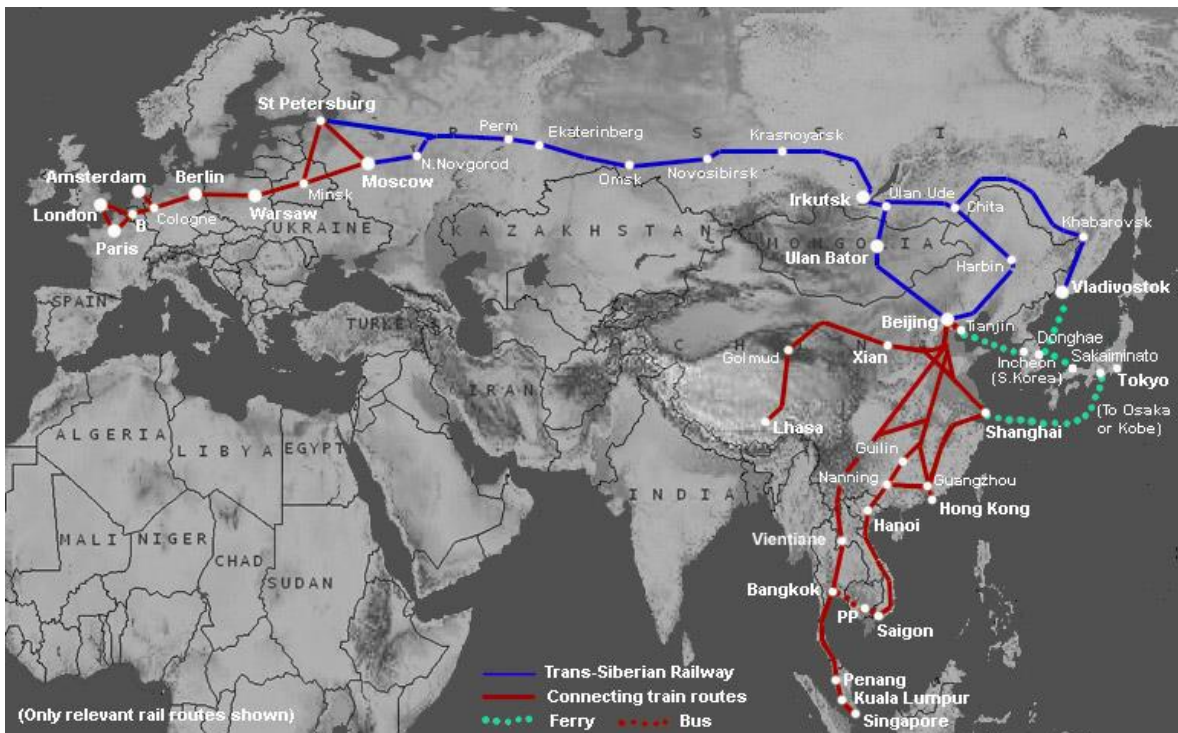 St Petersburg
R U S S I A
Perm
Ekaterinberg
Krasnoyarsk
N.Novgorod
Moscow
Omsk
Novosibirsk
Amsterdam
Berlin
Minsk
Irkutsk
Ulan Ude
Chita
London
Cologne
Warsaw
B
Paris
UKRAINE
KAZAKHSTAN
MONGOLIA
Khabarovsk
Ulan Bator
Harbin
Vladivostok
SPAIN
TURKEY
Beijing
Tianjin
Donghae
C H I N A
Golmud
Xian
Incheon
(S.Korea)
Sakaiminato
Tokyo
IRAN
Lhasa
Shanghai
(To Osaka
or Kobe)
ALGERIA
LIBYA
EGYPT
Guilin
Nanning
Guangzhou
INDIA
Hong Kong
Hanoi
MALI
NIGER
Vientiane
CHAD
SUDAN
Bangkok
PP
Saigon
Trans-Siberian Railway
Penang
Connecting train routes
Kuala Lumpur
(Only relevant rail routes shown)
Ferry
Bus
Singapore